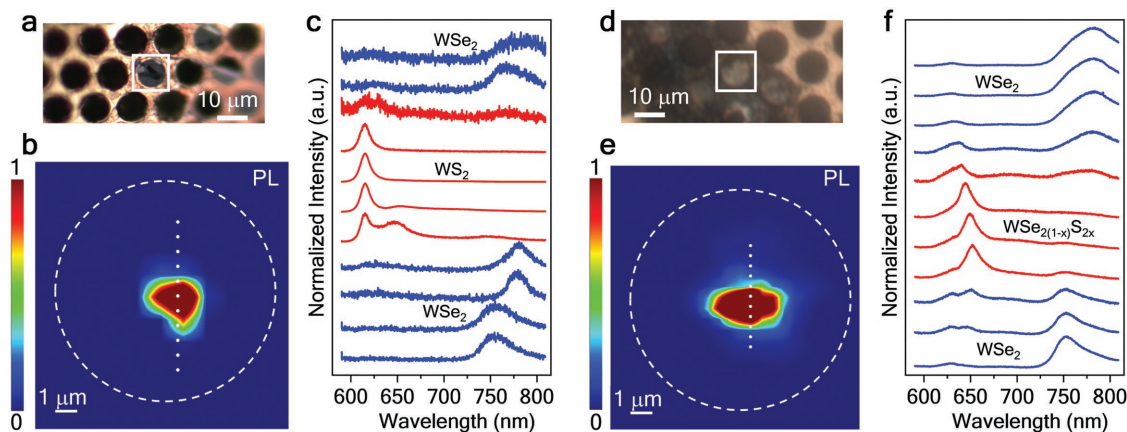 a
10 μm
b
1
0
PL
1 μm
c
Normalized Intensity (a.u.)
WSe2
WS2
WSe2
600 650 700 750 800
Wavelength (nm)
d
10 μm
e
1
0
PL
1 μm
f
Normalized Intensity (a.u.)
WSe2
WSe2(1-x)S2x
WSe2
600 650 700 750 800
Wavelength (nm)